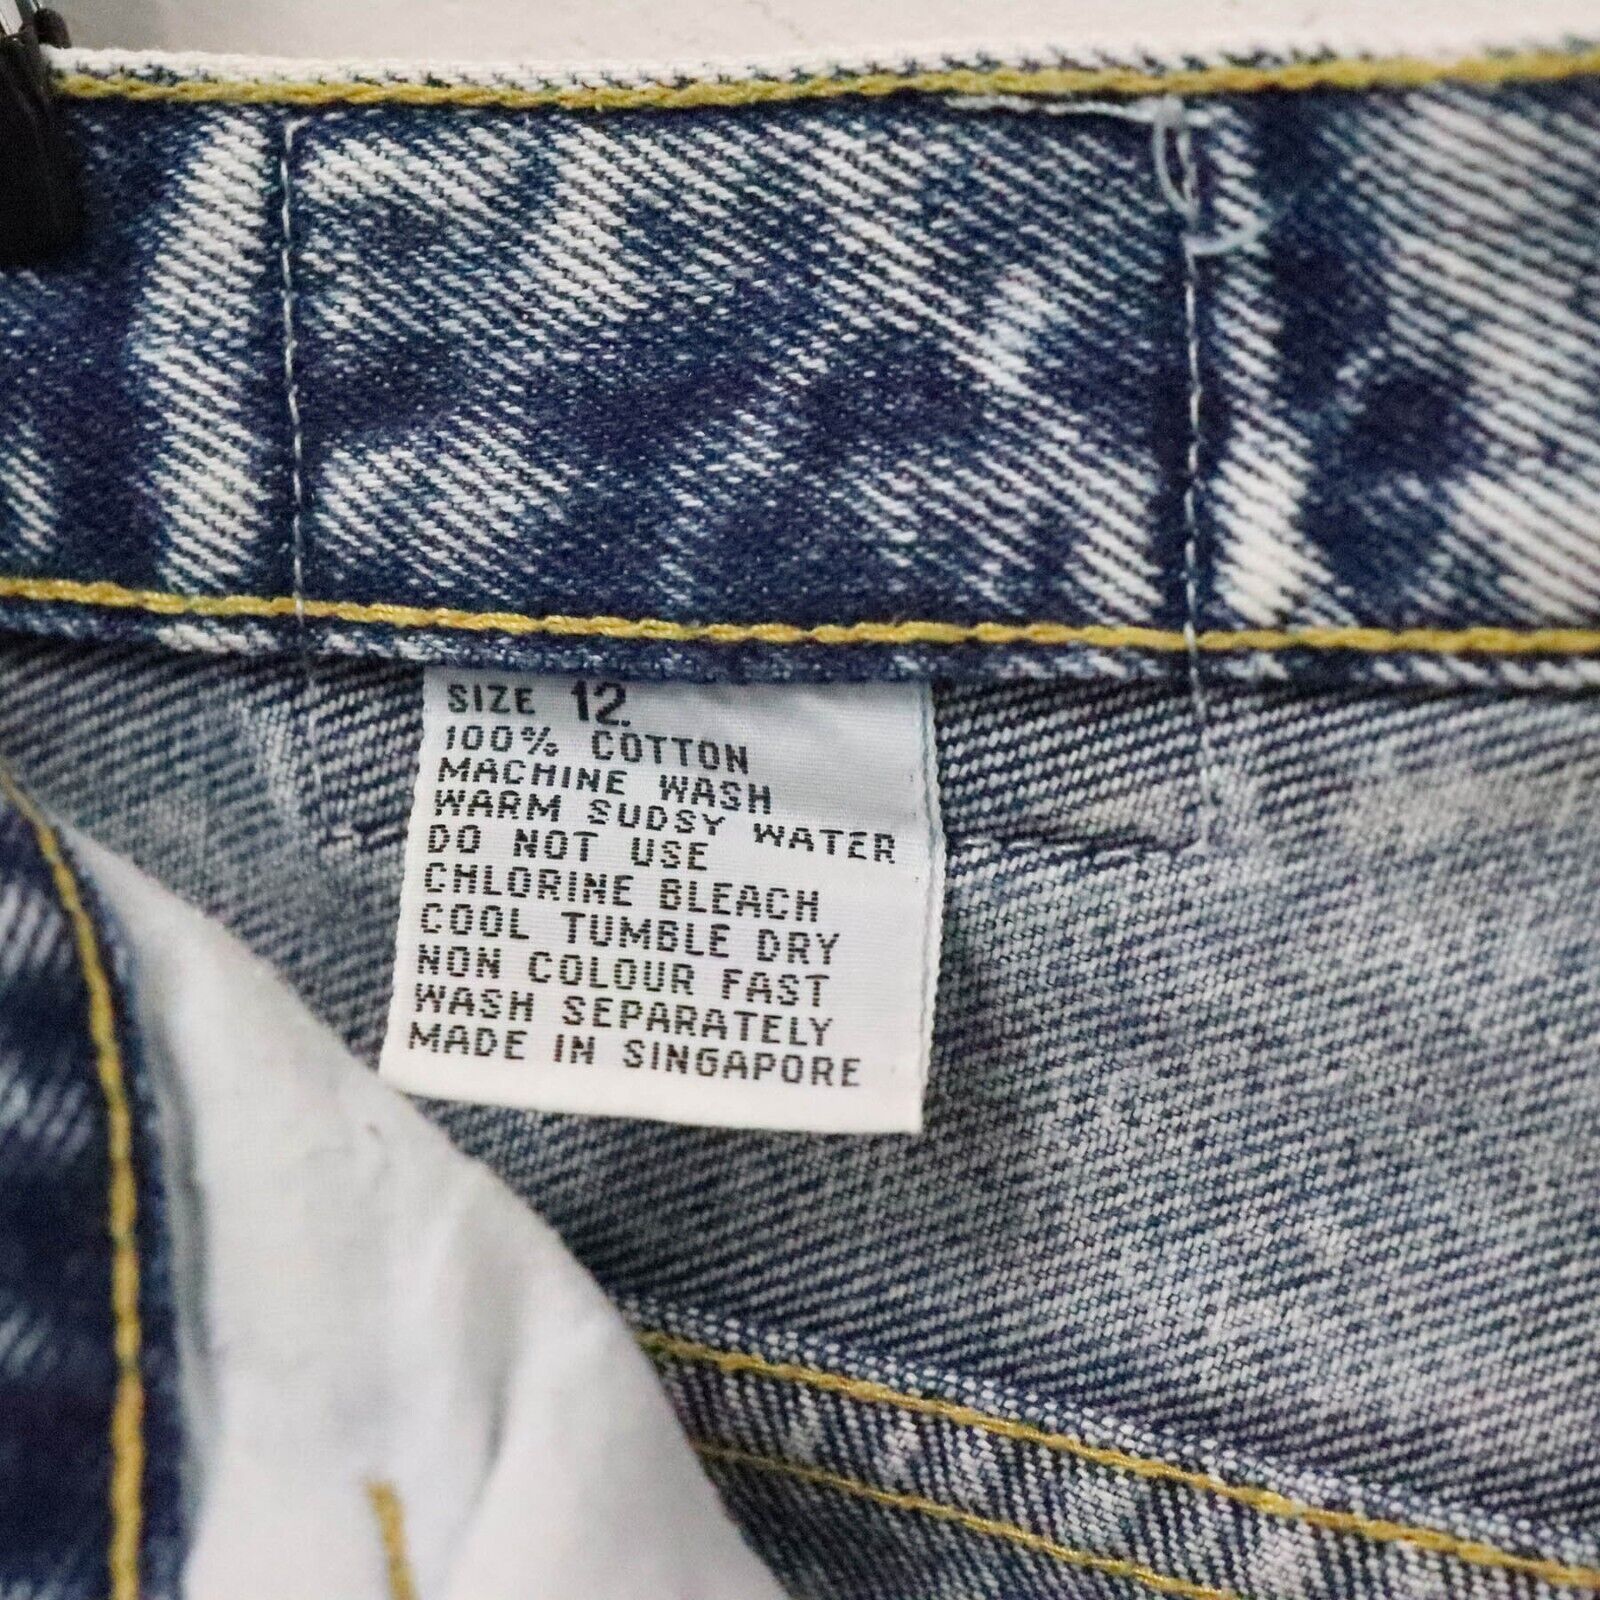 SIZE 12.
100% COTTON
MACHINE WASH
WARM SUDSY WATER
DO NOT USE
CHLORINE BLEACH
COOL TUMBLE DRY
NON COLOUR FAST
WASH SEPARATELY
MADE IN SINGAPORE